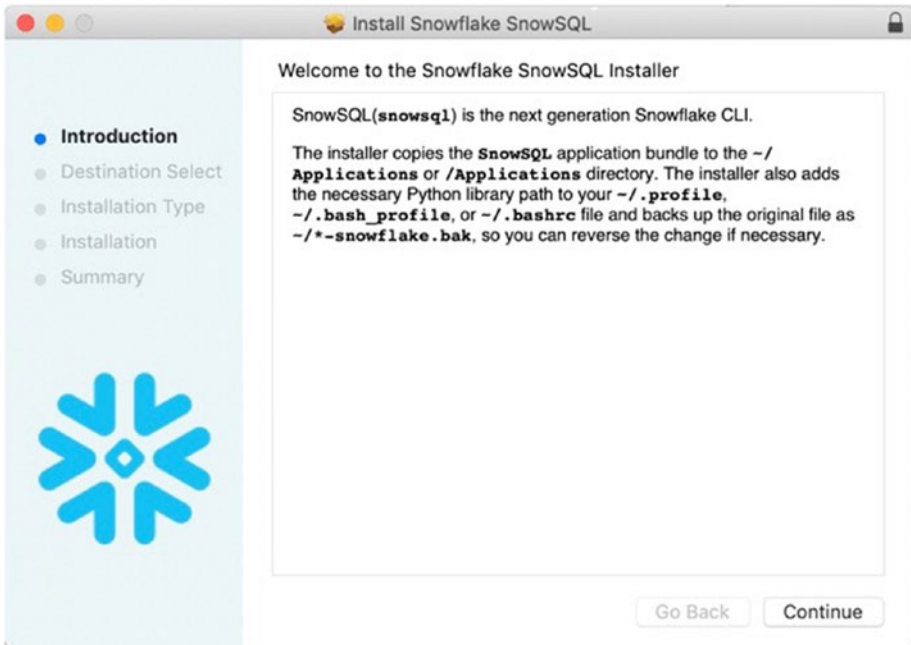 Install Snowflake SnowSQL
Welcome to the Snowflake SnowSQL Installer
Introduction
Destination Select
Installation Type
Installation
Summary
SnowSQL(snowsql) is the next generation Snowflake CLI.
The installer copies the SnowSQL application bundle to the ~/
Applications or /Applications directory. The installer also adds
the necessary Python library path to your ~/.profile,
~/.bash_profile, or ~/.bashrc file and backs up the original file as
~/*-snowflake.bak, so you can reverse the change if necessary.
Go Back
Continue